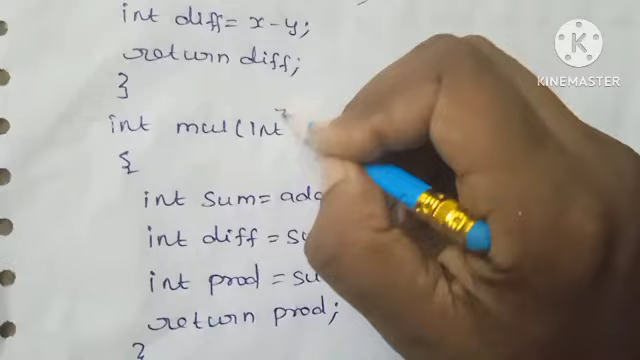 int diff= x-y;
return diff;
}
int mul(int
{
int sum= add
int diff = su
int prod = su
return prod;
}
K
KINEMASTER